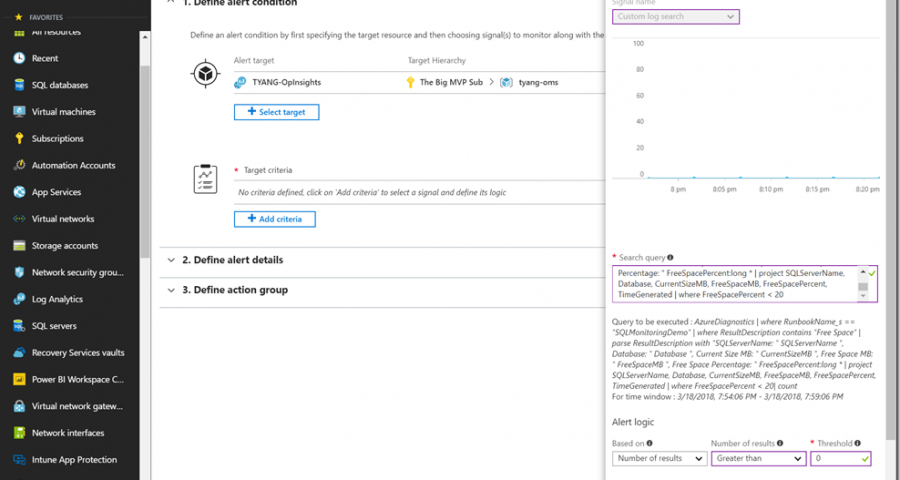 FAVORITES
All resources
Recent
SQL databases
Virtual machines
Subscriptions
Automation Accounts
App Services
Virtual networks
Storage accounts
Network security grou...
Log Analytics
SQL servers
Recovery Services vaults
Power BI Workspace C...
Virtual network gatew...
Network interfaces
Intune App Protection
1. Define alert condition
Define an alert condition by first specifying the target resource and then choosing signal(s) to monitor along with the
Alert target
Target Hierarchy
TYANG-OpInsights
The Big MVP Sub > tyang-oms
+ Select target
* Target criteria
No criteria defined, click on 'Add criteria' to select a signal and define its logic
+ Add criteria
2. Define alert details
3. Define action group
Signal name
Custom log search
100
80
60
40
20
0
8 pm 8:05 pm 8:10 pm 8:15 pm 8:20 pm
* Search query
Percentage: " FreeSpacePercent:long * | project SQLServerName,
Database, CurrentSizeMB, FreeSpaceMB, FreeSpacePercent,
TimeGenerated | where FreeSpacePercent < 20
Query to be executed : AzureDiagnostics | where RunbookName_s ==
"SQLMonitoringDemo" | where ResultDescription contains "Free Space" |
parse ResultDescription with "SQLServerName: " SQLServerName ",
Database: " Database ", Current Size MB: " CurrentSizeMB ", Free Space MB:
" FreeSpaceMB ", Free Space Percentage: " FreeSpacePercent:long * | project
SQLServerName, Database, CurrentSizeMB, FreeSpaceMB, FreeSpacePercent,
TimeGenerated | where FreeSpacePercent < 20| count
For time window : 3/18/2018, 7:54:06 PM - 3/18/2018, 7:59:06 PM
Alert logic
Based on
Number of results
* Threshold
Number of results
Greater than
0